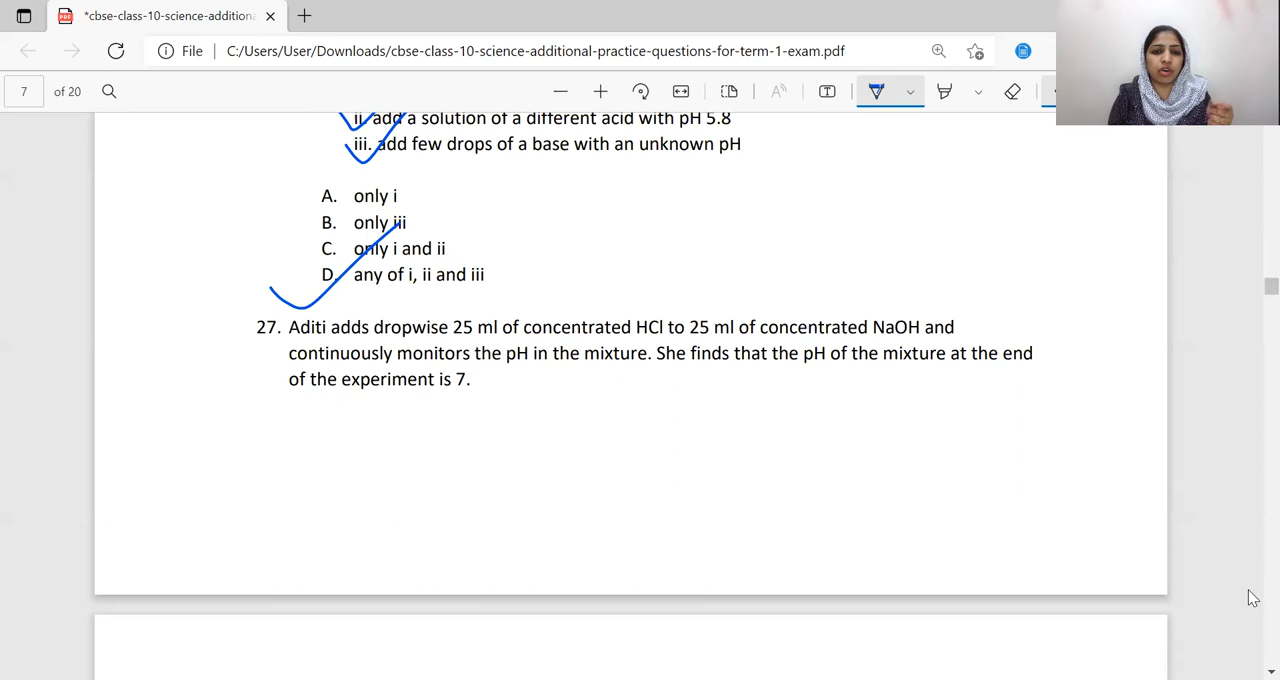 *cbse-class-10-science-additiona
File
C:/Users/User/Downloads/cbse-class-10-science-additional-practice-questions-for-term-1-exam.pdf
7 of 20
ii. add a solution of a different acid with pH 5.8
iii. add few drops of a base with an unknown pH
A. only i
B. only iii
C. only i and ii
D. any of i, ii and iii
27. Aditi adds dropwise 25 ml of concentrated HCl to 25 ml of concentrated NaOH and
continuously monitors the pH in the mixture. She finds that the pH of the mixture at the end
of the experiment is 7.